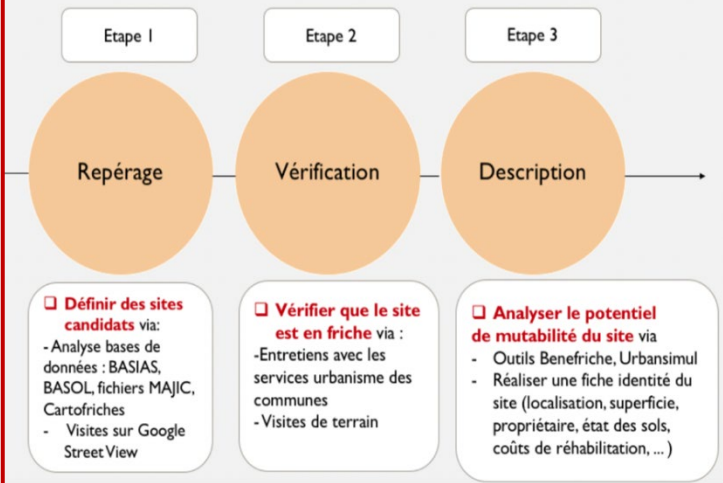 Etape 1
Etape 2
Etape 3
Repérage
Vérification
Description
❑ Définir des sites
candidats via:
-Analyse bases de
données : BASIAS,
BASOL, fichiers MAJIC,
Cartofriches
- Visites sur Google
Street View
❑ Vérifier que le site
est en friche via :
-Entretiens avec les
services urbanisme des
communes
-Visites de terrain
❑ Analyser le potentiel
de mutabilité du site via
- Outils Benefriche, Urbansimul
- Réaliser une fiche identité du
site (localisation, superficie,
propriétaire, état des sols,
coûts de réhabilitation, ... )